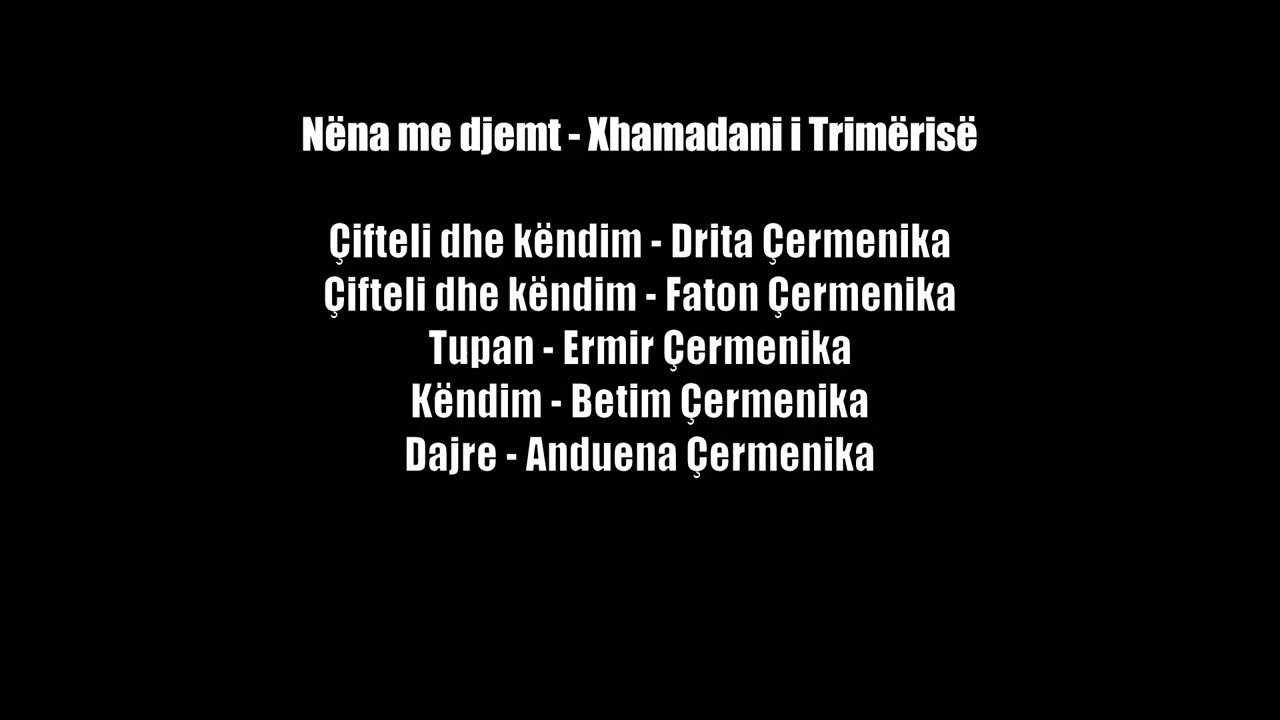 Nëna me djemt - Xhamadani i Trimërisë
Çifteli dhe këndim - Drita Çermenika
Çifteli dhe këndim - Faton Çermenika
Tupan - Ermir Çermenika
Këndim - Betim Çermenika
Dajre - Anduena Çermenika